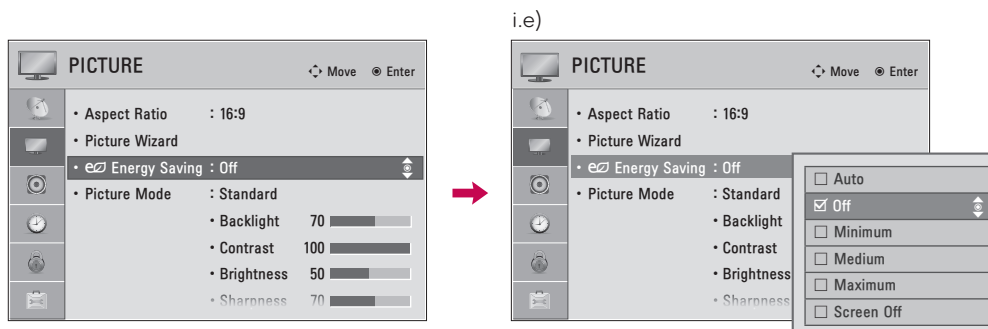 i.e)
PICTURE
Move
Enter
• Aspect Ratio : 16:9
• Picture Wizard
• Energy Saving : Off
• Picture Mode : Standard
• Backlight 70
• Contrast 100
• Brightness 50
• Sharpness 70
PICTURE
Move
Enter
• Aspect Ratio : 16:9
• Picture Wizard
• Energy Saving : Off
• Picture Mode : Standard
• Backlight
• Contrast
• Brightness
• Sharpness
Auto
Off
Minimum
Medium
Maximum
Screen Off